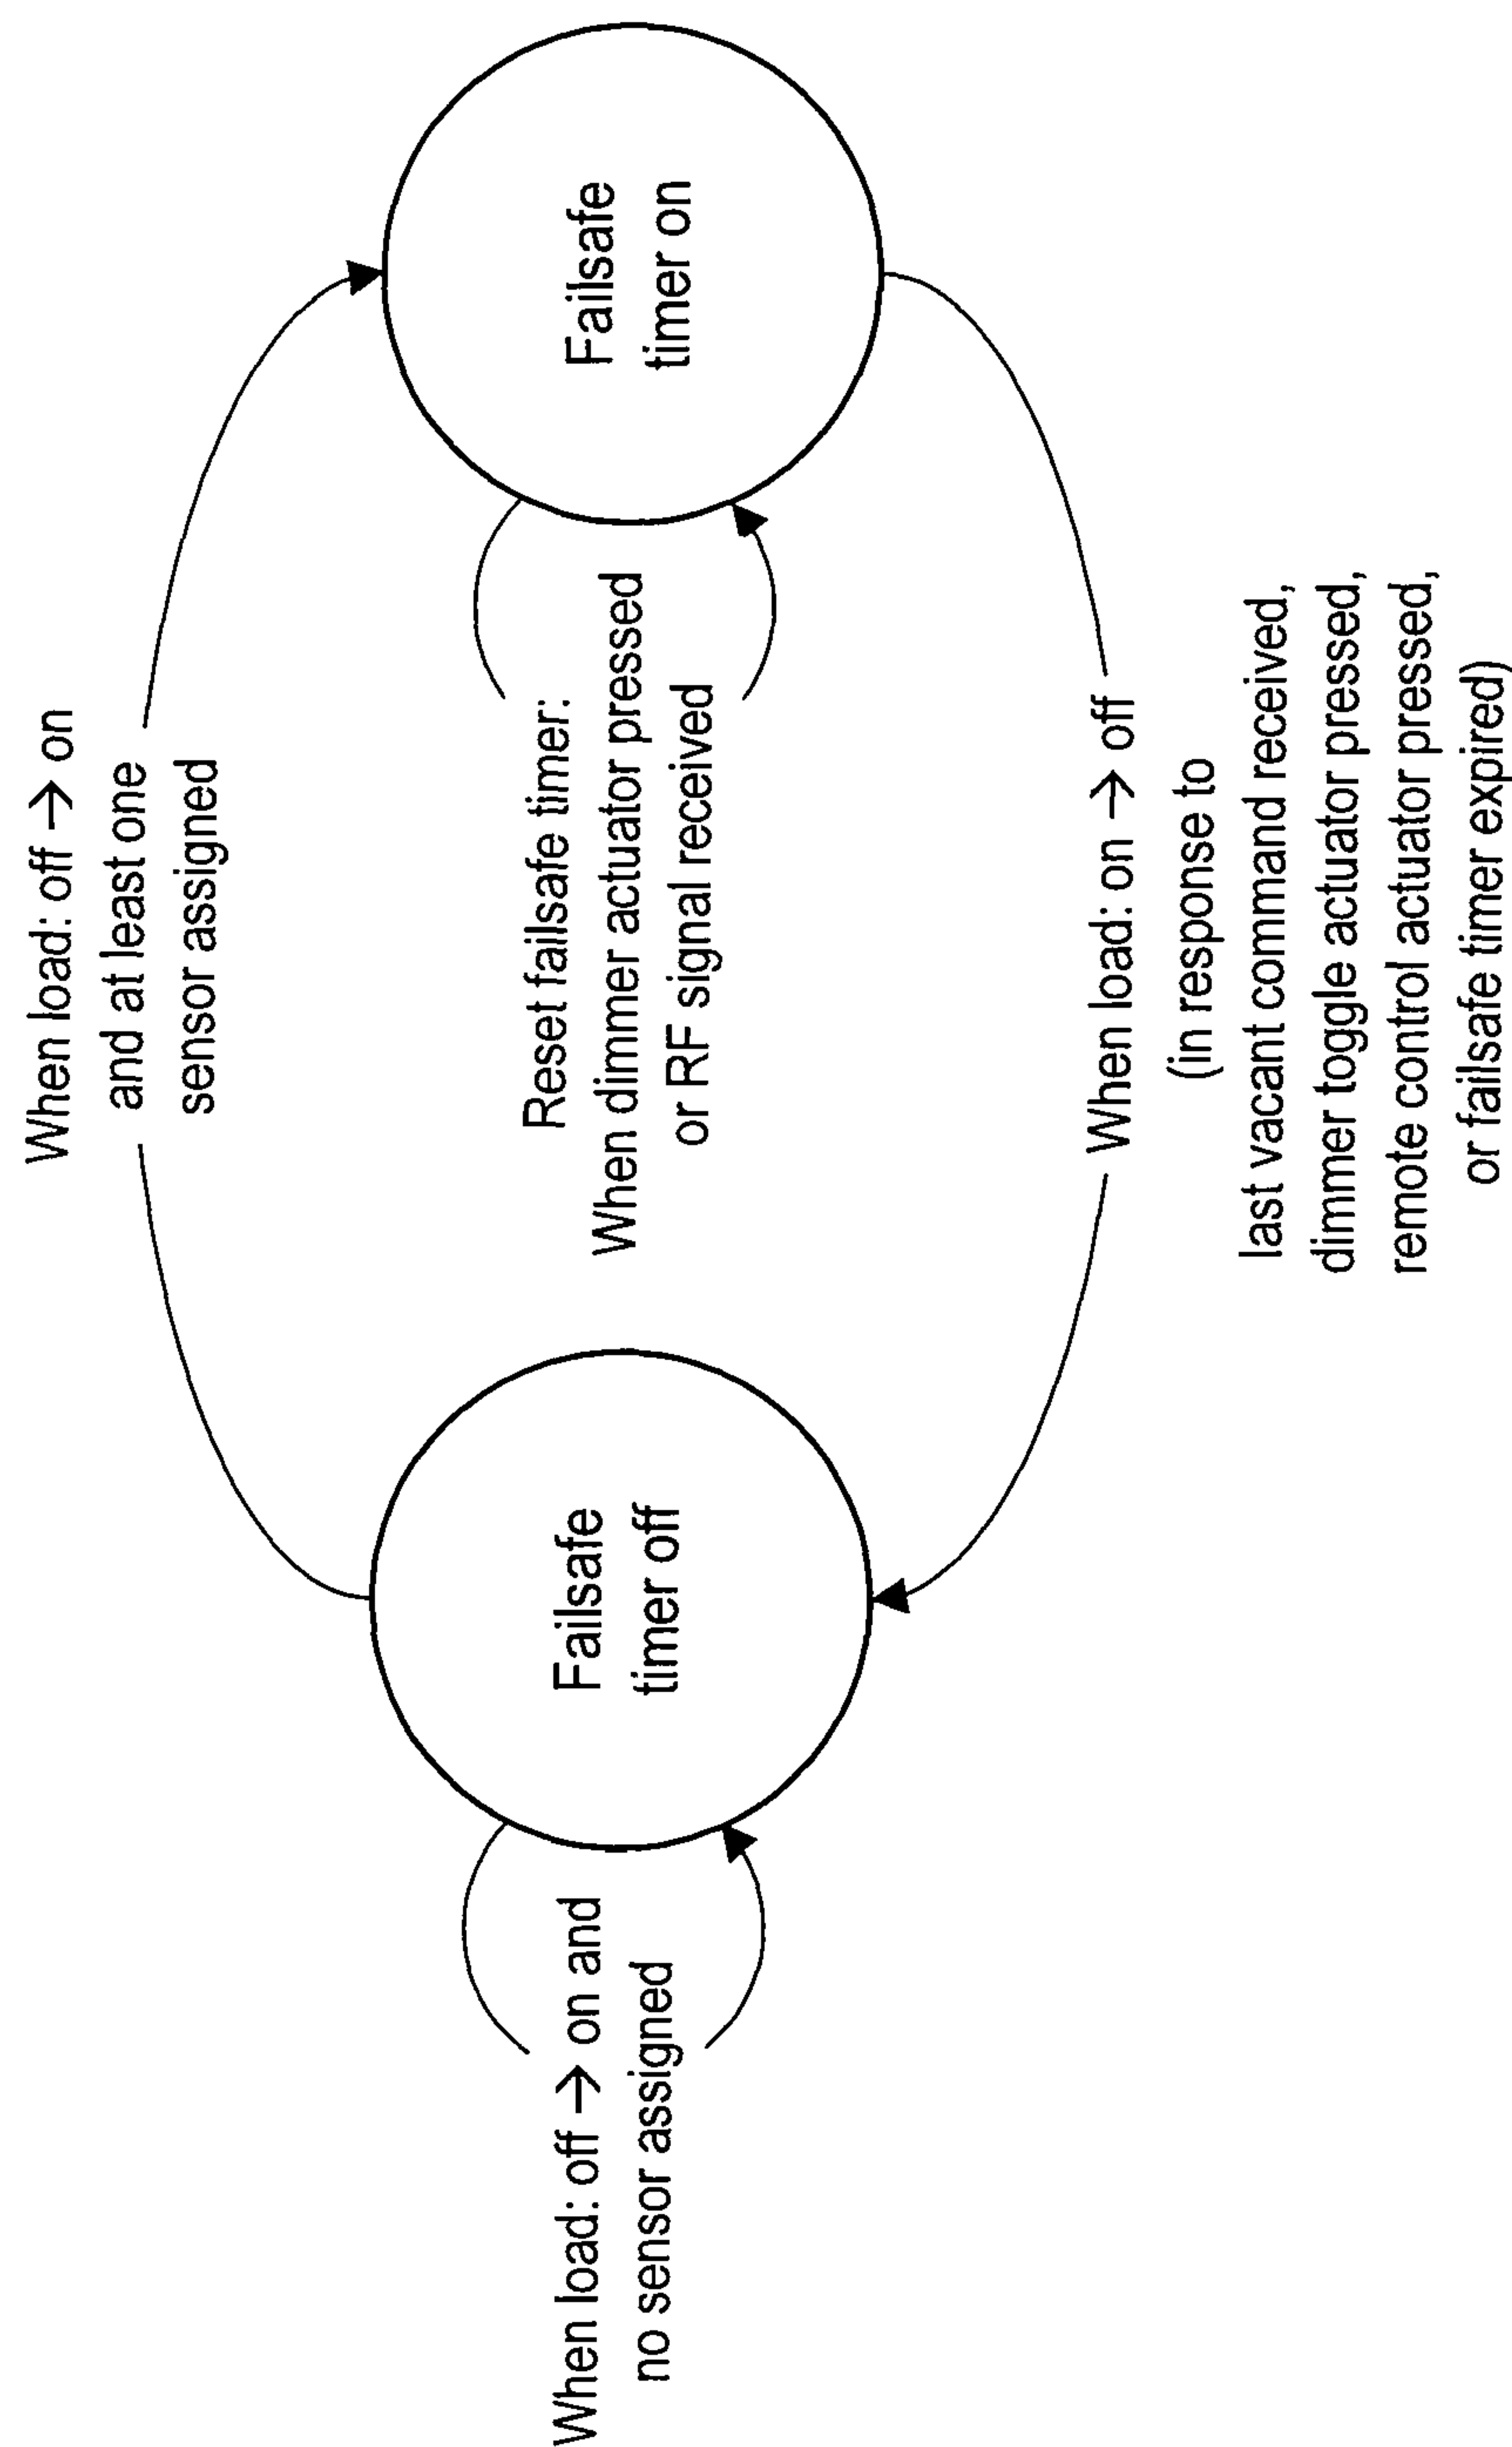 When load: off → on
and at least one
sensor assigned
When load: off → on and
no sensor assigned
Failsafe
timer off
Reset failsafe timer:
When dimmer actuator pressed
or RF signal received
Failsafe
timer on
When load: on → off
(in response to
last vacant command received,
dimmer toggle actuator pressed,
remote control actuator pressed,
or failsafe timer expired)